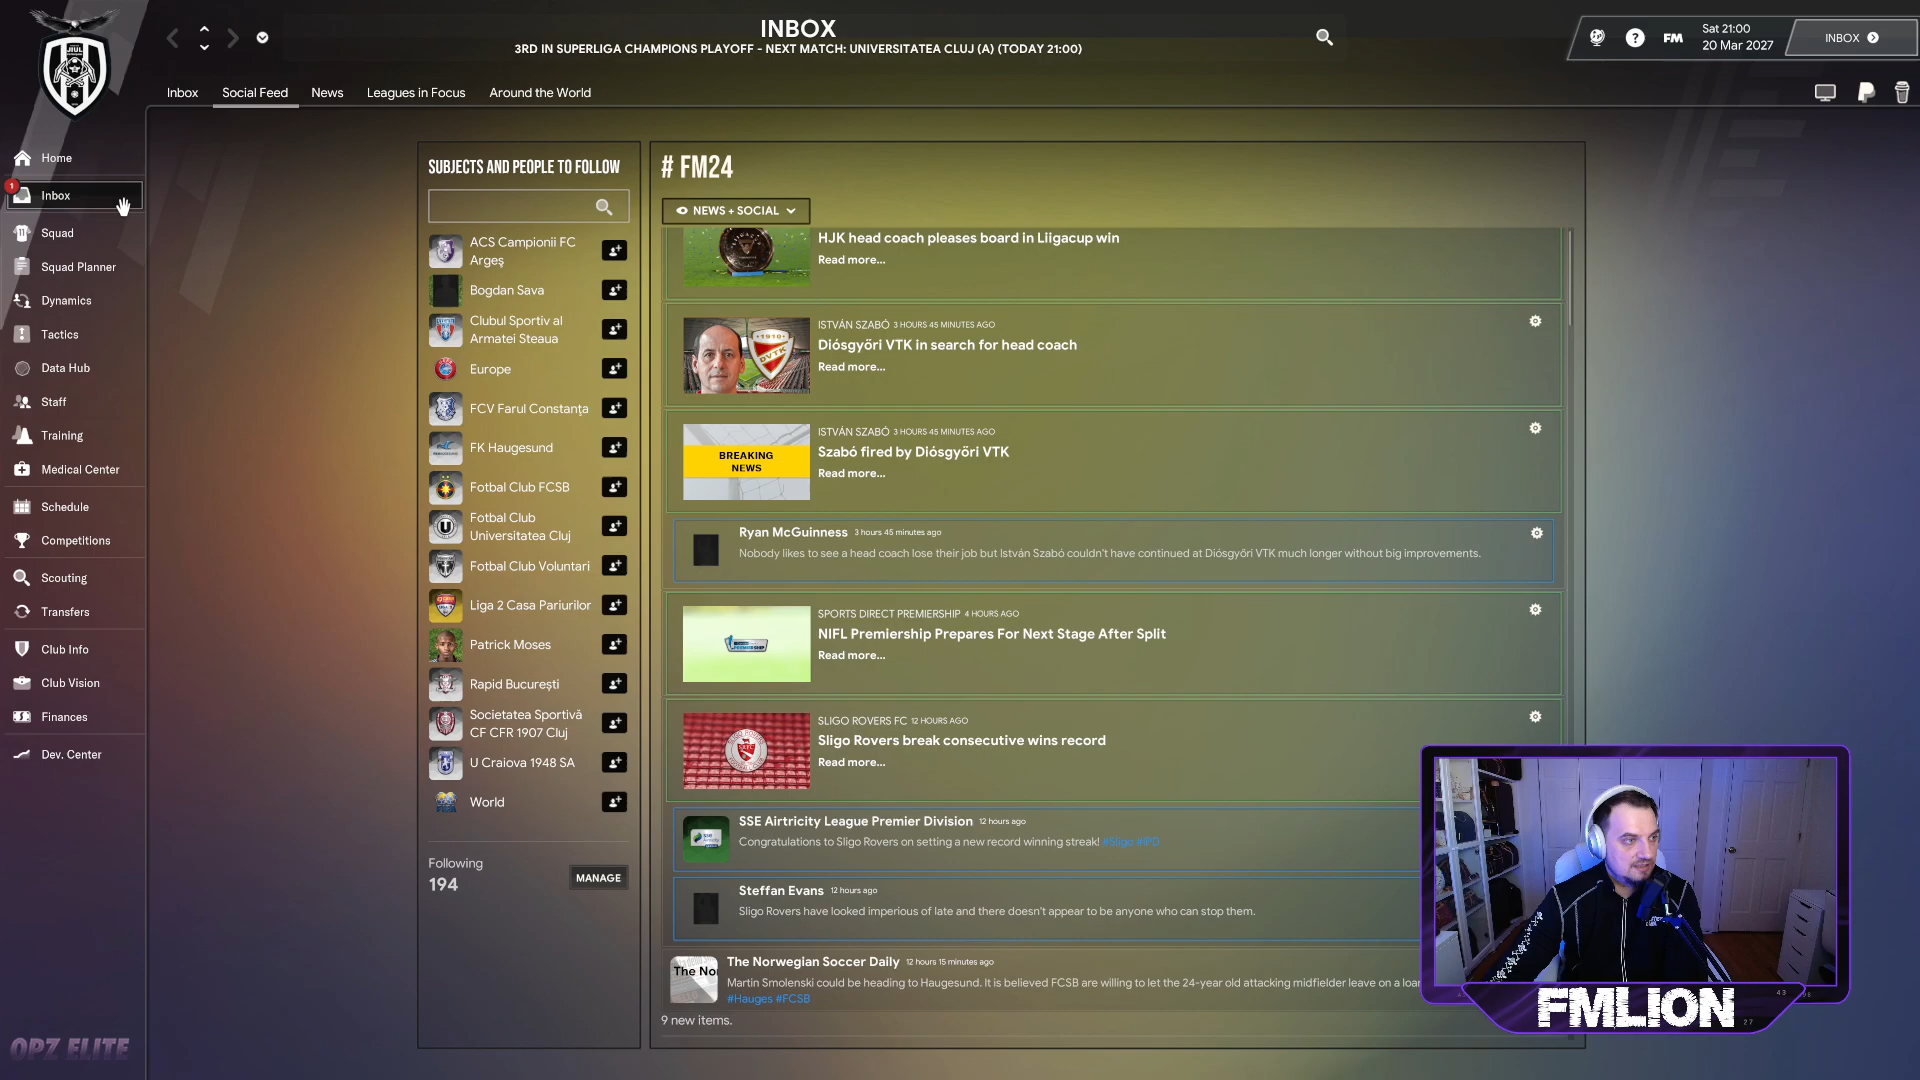 INBOX
3RD IN SUPERLIGA CHAMPIONS PLAYOFF - NEXT MATCH: UNIVERSITATEA CLUJ (A) (TODAY 21:00)
FM
Sat 21:00
20 Mar 2027
INBOX
JIUL
Inbox
Social Feed
News
Leagues in Focus
Around the World
Home
1
Inbox
Squad
Squad Planner
Dynamics
Tactics
Data Hub
Staff
Training
Medical Center
Schedule
Competitions
Scouting
Transfers
Club Info
Club Vision
Finances
Dev. Center
OPZ ELITE
SUBJECTS AND PEOPLE TO FOLLOW
ACS Campionii FC
Argeș
Bogdan Sava
Clubul Sportiv al
Armatei Steaua
Europe
FCV Farul Constanța
FK Haugesund
Fotbal Club FCSB
Fotbal Club
Universitatea Cluj
Fotbal Club Voluntari
Liga 2 Casa Pariurilor
Patrick Moses
Rapid București
Societatea Sportivă
CF CFR 1907 Cluj
U Craiova 1948 SA
World
Following
194
MANAGE
# FM24
NEWS + SOCIAL
HJK head coach pleases board in Liigacup win
Read more...
ISTVÁN SZABÓ 3 HOURS 45 MINUTES AGO
Diósgyőri VTK in search for head coach
Read more...
1910
DVTK
ISTVÁN SZABÓ 3 HOURS 45 MINUTES AGO
Szabó fired by Diósgyőri VTK
Read more...
BREAKING
NEWS
Ryan McGuinness 3 hours 45 minutes ago
Nobody likes to see a head coach lose their job but István Szabó couldn't have continued at Diósgyőri VTK much longer without big improvements.
SPORTS DIRECT PREMIERSHIP 4 HOURS AGO
NIFL Premiership Prepares For Next Stage After Split
Read more...
SLIGO ROVERS FC 12 HOURS AGO
Sligo Rovers break consecutive wins record
Read more...
SSE Airtricity League Premier Division 12 hours ago
Congratulations to Sligo Rovers on setting a new record winning streak! #Sligo #iPD
Steffan Evans 12 hours ago
Sligo Rovers have looked imperious of late and there doesn't appear to be anyone who can stop them.
The Nor
The Norwegian Soccer Daily 12 hours 15 minutes ago
Martin Smolenski could be heading to Haugesund. It is believed FCSB are willing to let the 24-year old attacking midfielder leave on a loan
#Hauges #FCSB
9 new items.
FMLION
43
27